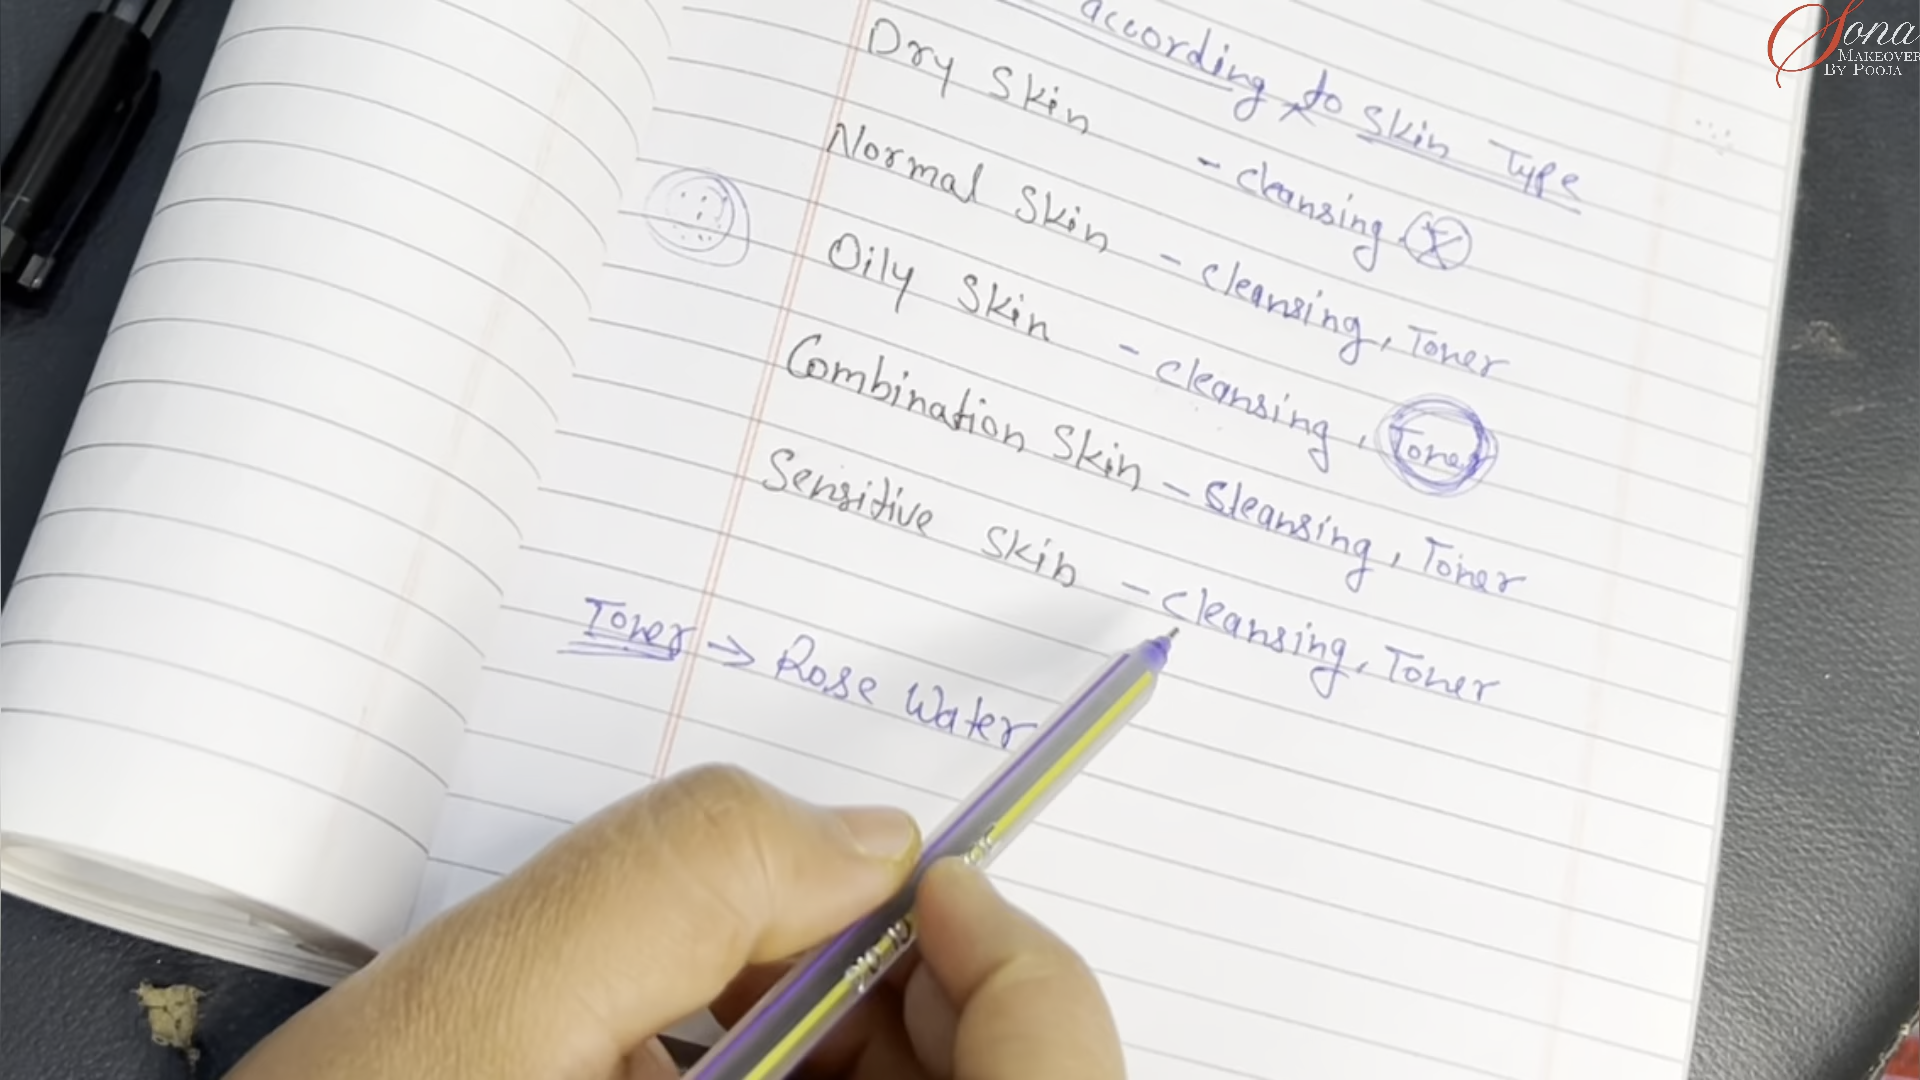 according to Skin Type
Dry Skin - cleansing
Normal Skin - cleansing, Toner
Oily Skin - cleansing, Toner
Combination Skin - Sleansing, Toner
Sensitive Skin - cleansing, Toner
Toner → Rose Water
Sona
MAKEOVER
BY POOJA